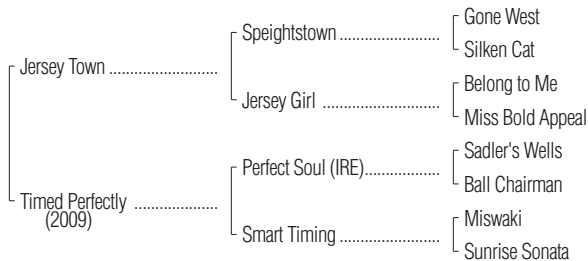 Gone West
Speightstown ....................
Silken Cat
Jersey Town ......................
Belong to Me
Jersey Girl .....................
Miss Bold Appeal
Sadler's Wells
Perfect Soul (IRE)...............
Ball Chairman
Timed Perfectly .................
(2009)
Miswaki
Smart Timing ....................
Sunrise Sonata